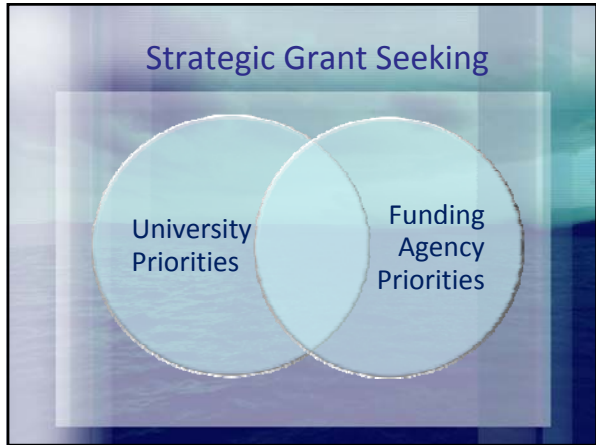 Strategic Grant Seeking
University
Priorities
Funding
Agency
Priorities